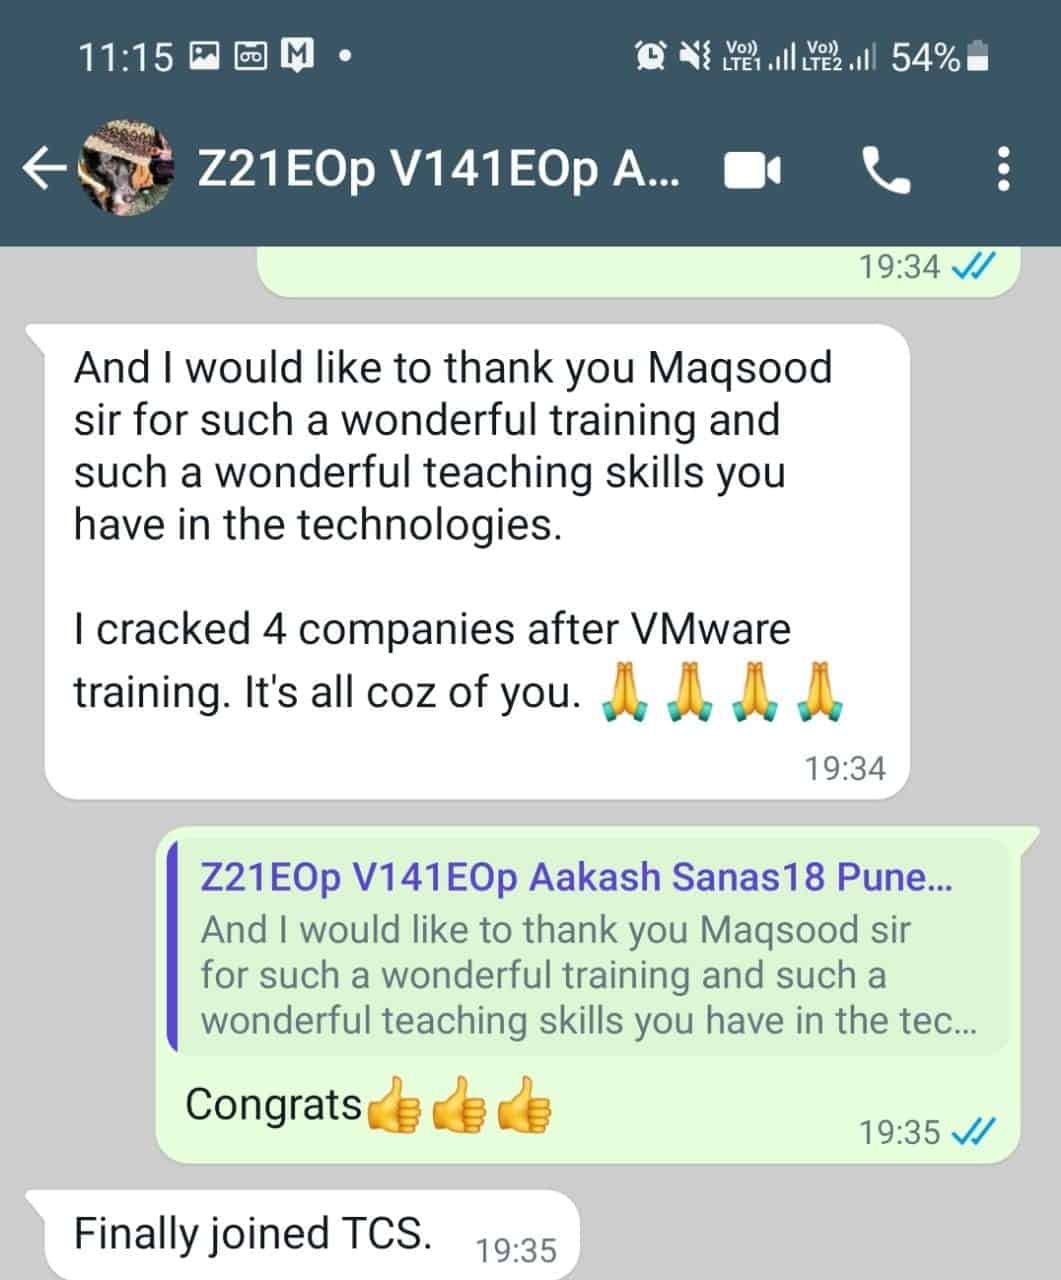 11:15 M Vo)) LTE1 Vo)) LTE2 54%
Z21EOp V141EOp A...
19:34
And I would like to thank you Maqsood
sir for such a wonderful training and
such a wonderful teaching skills you
have in the technologies.
I cracked 4 companies after VMware
training. It's all coz of you. 🙏🙏🙏🙏
19:34
Z21EOp V141EOp Aakash Sanas18 Pune...
And I would like to thank you Maqsood sir
for such a wonderful training and such a
wonderful teaching skills you have in the tec...
Congrats👍👍👍
19:35
Finally joined TCS. 19:35